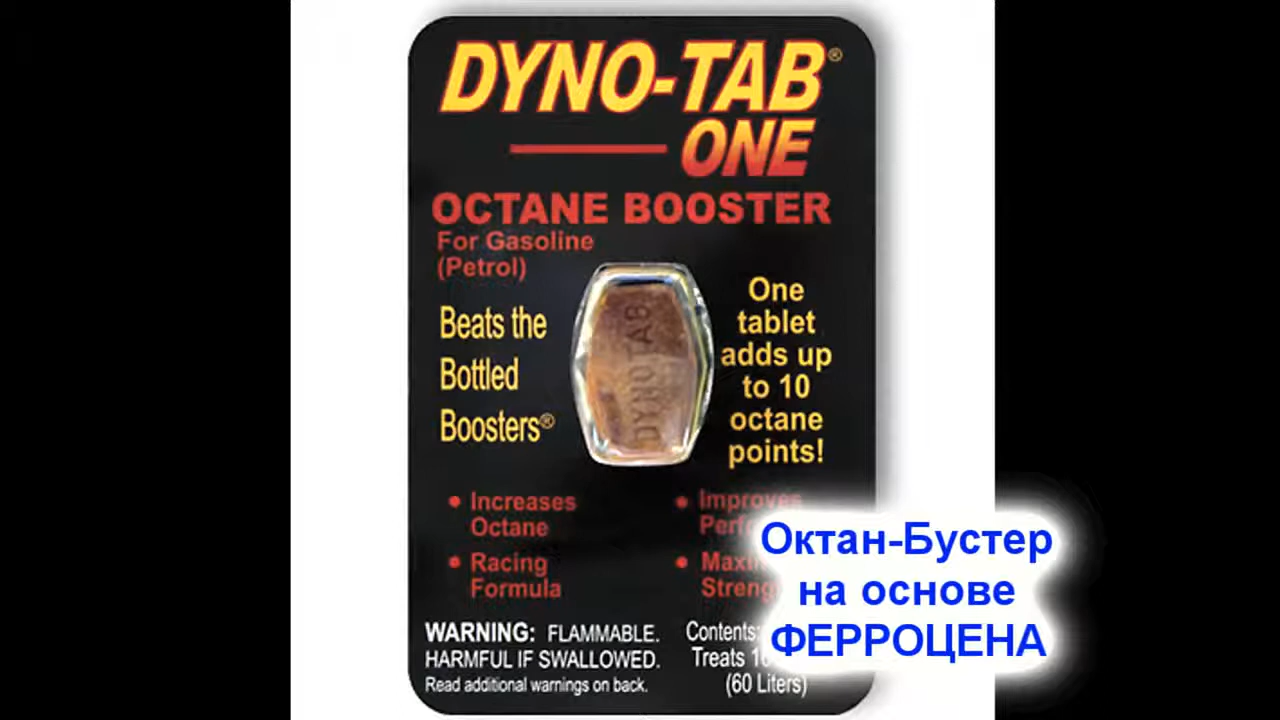 DYNO-TAB®
ONE
OCTANE BOOSTER
For Gasoline
(Petrol)
Beats the
Bottled
Boosters®
DYNOTAB
One
tablet
adds up
to 10
octane
points!
• Increases
Octane
• Racing
Formula
• Improves
• 
WARNING: FLAMMABLE.
HARMFUL IF SWALLOWED.
Read additional warnings on back.
Contents:
Treats
(60 Liters)
Октан-Бустер
на основе
ФЕРРОЦЕНА